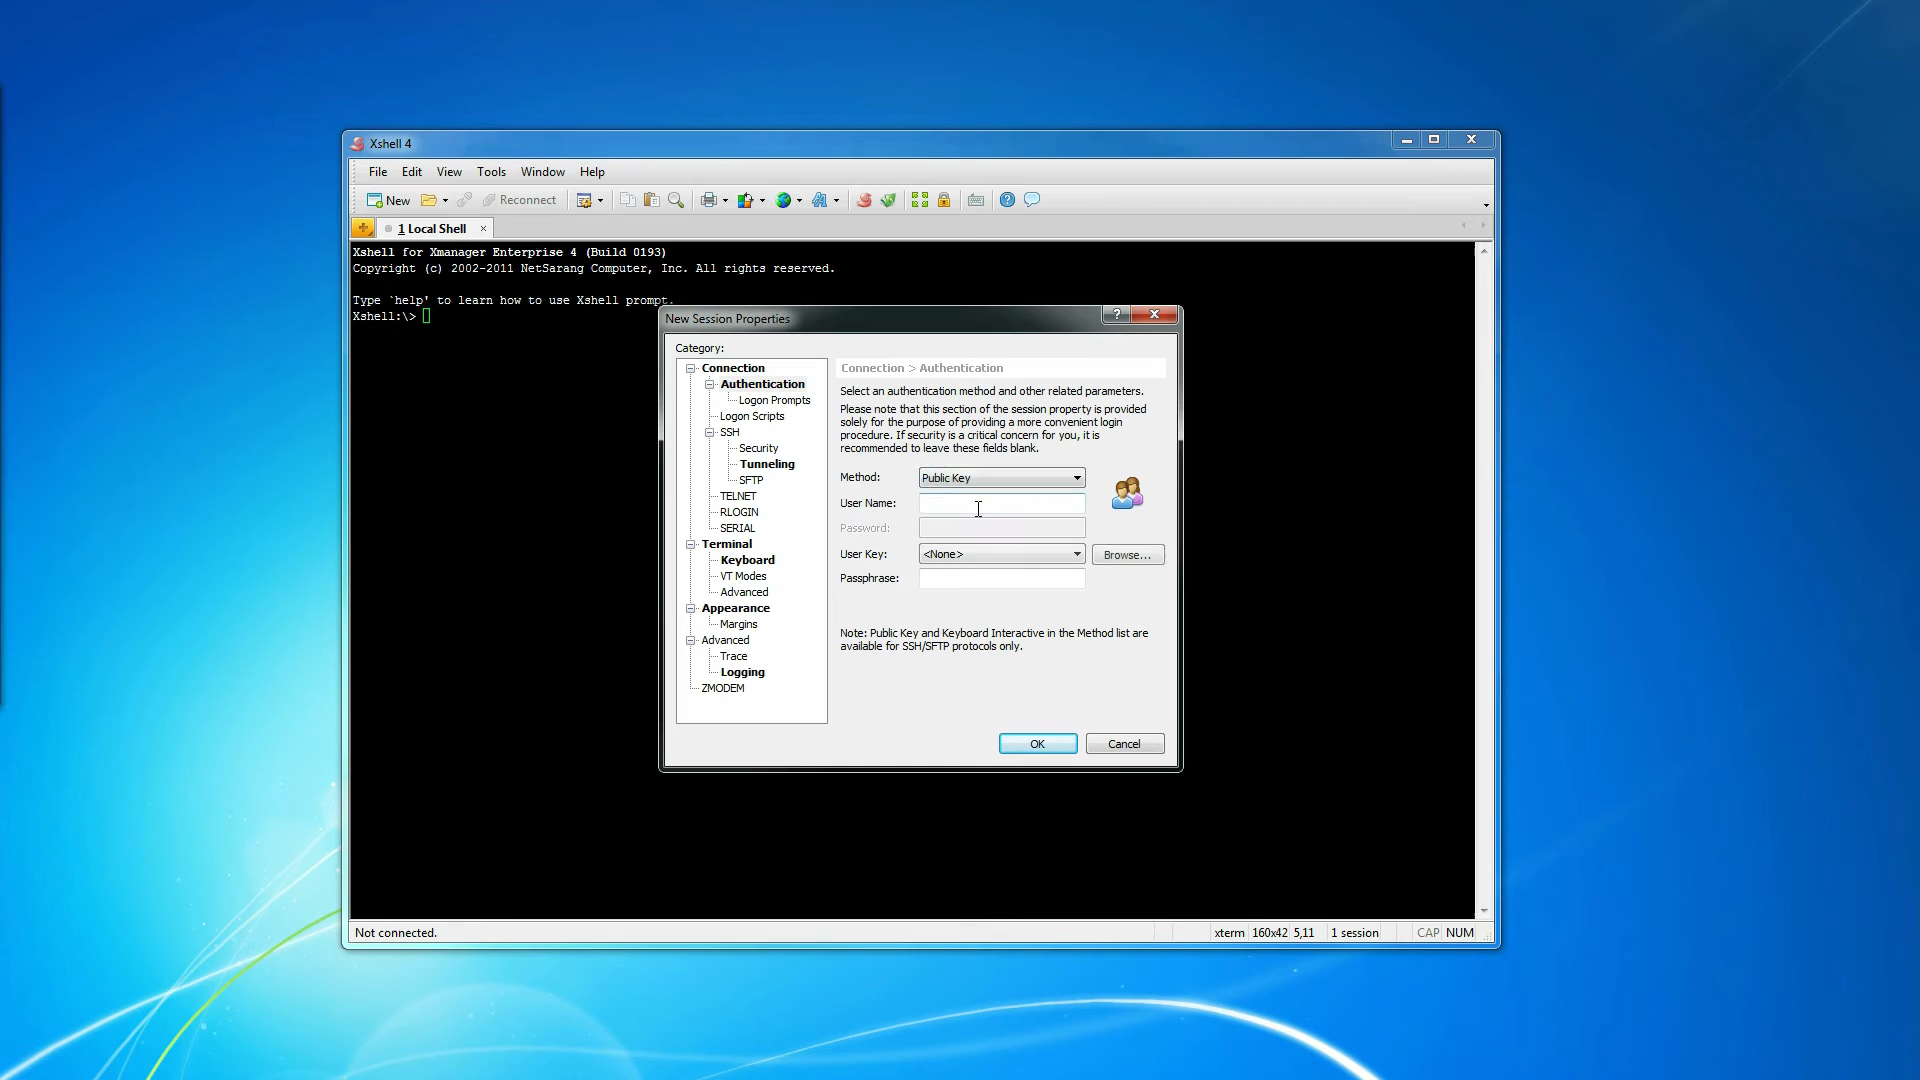 Xshell 4
File Edit View Tools Window Help
New Reconnect
1 Local Shell
Xshell for Xmanager Enterprise 4 (Build 0193)
Copyright (c) 2002-2011 NetSarang Computer, Inc. All rights reserved.
Type `help' to learn how to use Xshell prompt.
Xshell:\>
New Session Properties
Category:
Connection
Authentication
Logon Prompts
Logon Scripts
SSH
Security
Tunneling
SFTP
TELNET
RLOGIN
SERIAL
Terminal
Keyboard
VT Modes
Advanced
Appearance
Margins
Advanced
Trace
Logging
ZMODEM
Connection > Authentication
Select an authentication method and other related parameters.
Please note that this section of the session property is provided
solely for the purpose of providing a more convenient login
procedure. If security is a critical concern for you, it is
recommended to leave these fields blank.
Method: Public Key
User Name:
Password:
User Key: <None> Browse...
Passphrase:
Note: Public Key and Keyboard Interactive in the Method list are
available for SSH/SFTP protocols only.
OK Cancel
Not connected. xterm 160x42 5,11 1 session CAP NUM